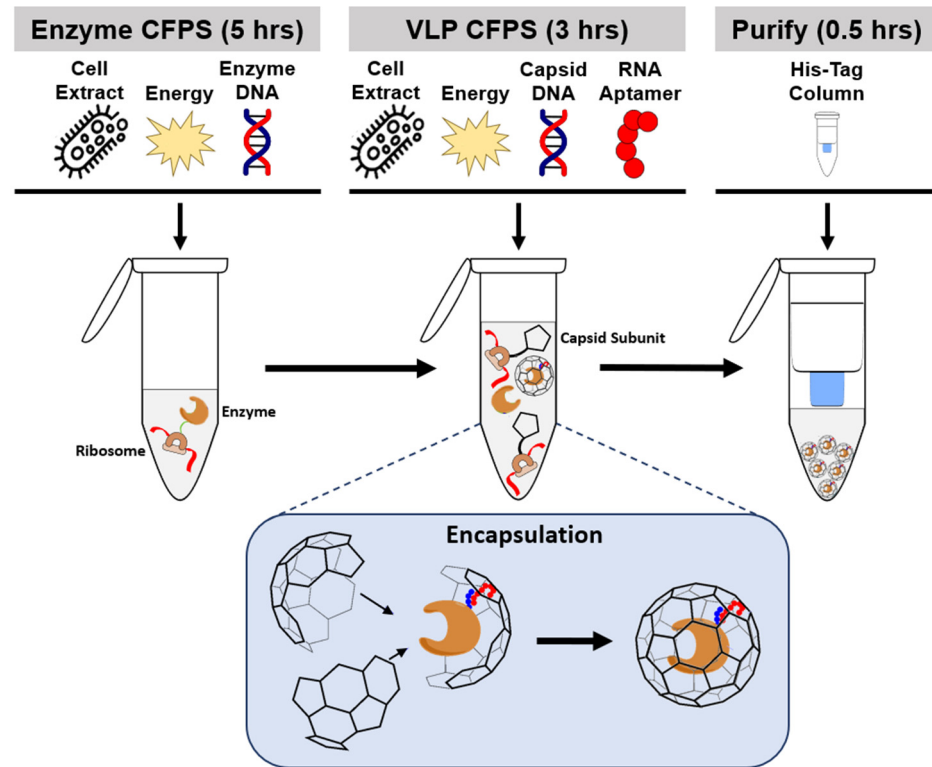 Enzyme CFPS (5 hrs)
VLP CFPS (3 hrs)
Purify (0.5 hrs)
Cell
Extract
Energy
Enzyme
DNA
Cell
Extract
Energy
Capsid
DNA
RNA
Aptamer
His-Tag
Column
Capsid Subunit
Enzyme
Ribosome
Encapsulation